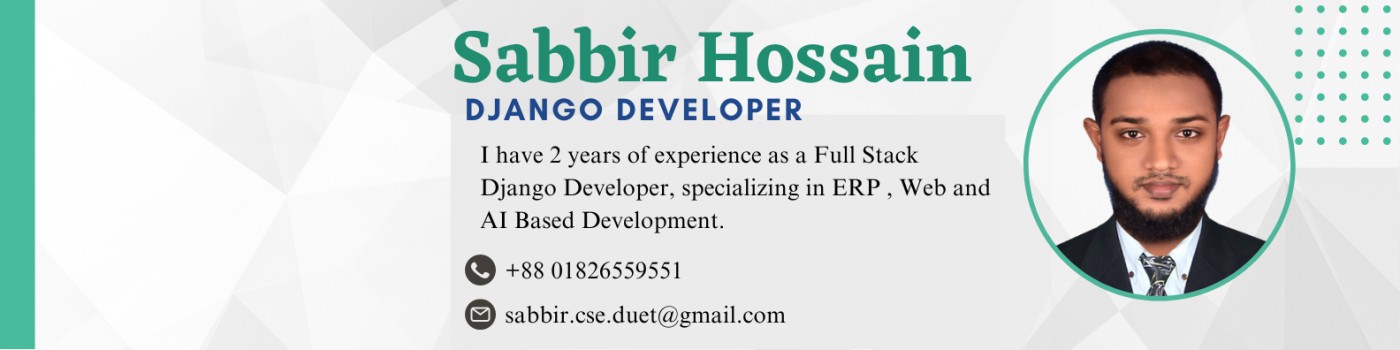 Sabbir Hossain
DJANGO DEVELOPER
I have 2 years of experience as a Full Stack
Django Developer, specializing in ERP , Web and
AI Based Development.
+88 01826559551
sabbir.cse.duet@gmail.com